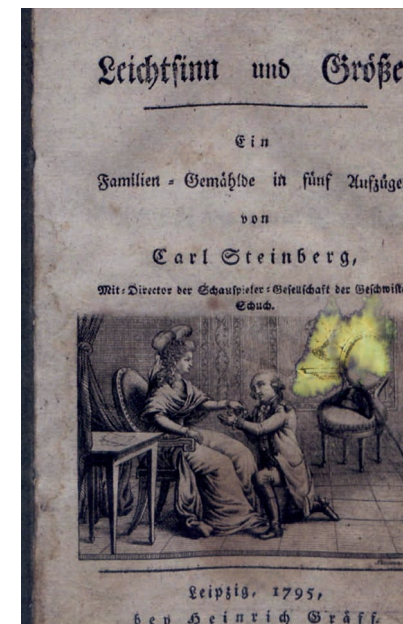 Leichtsinn und Größe
Ein
Familien = Gemählde in fünf Aufzüge
von
Carl Steinberg,
Mit = Director der Schauspieler = Gesellschaft der Geschwist
Schuch.
Leipzig, 1795,
bey Heinrich Gräff.